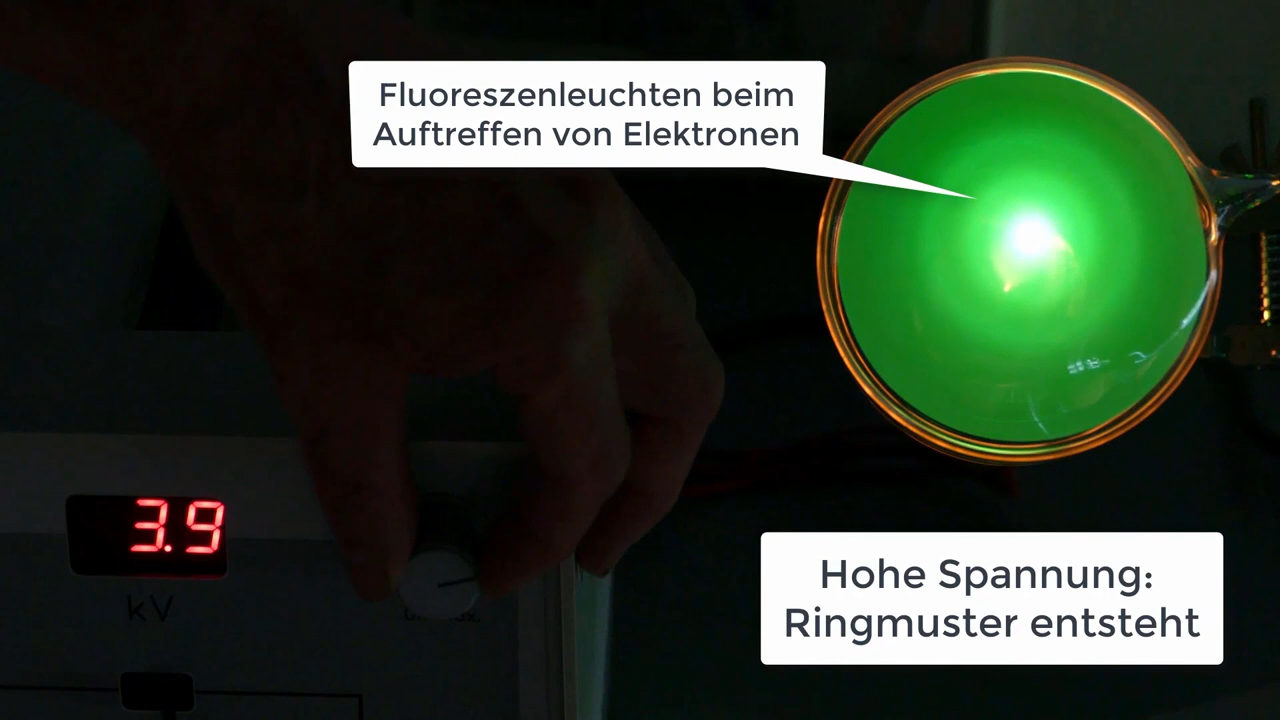 Fluoreszenleuchten beim
Auftreffen von Elektronen
3.9
kV
Hohe Spannung:
Ringmuster entsteht